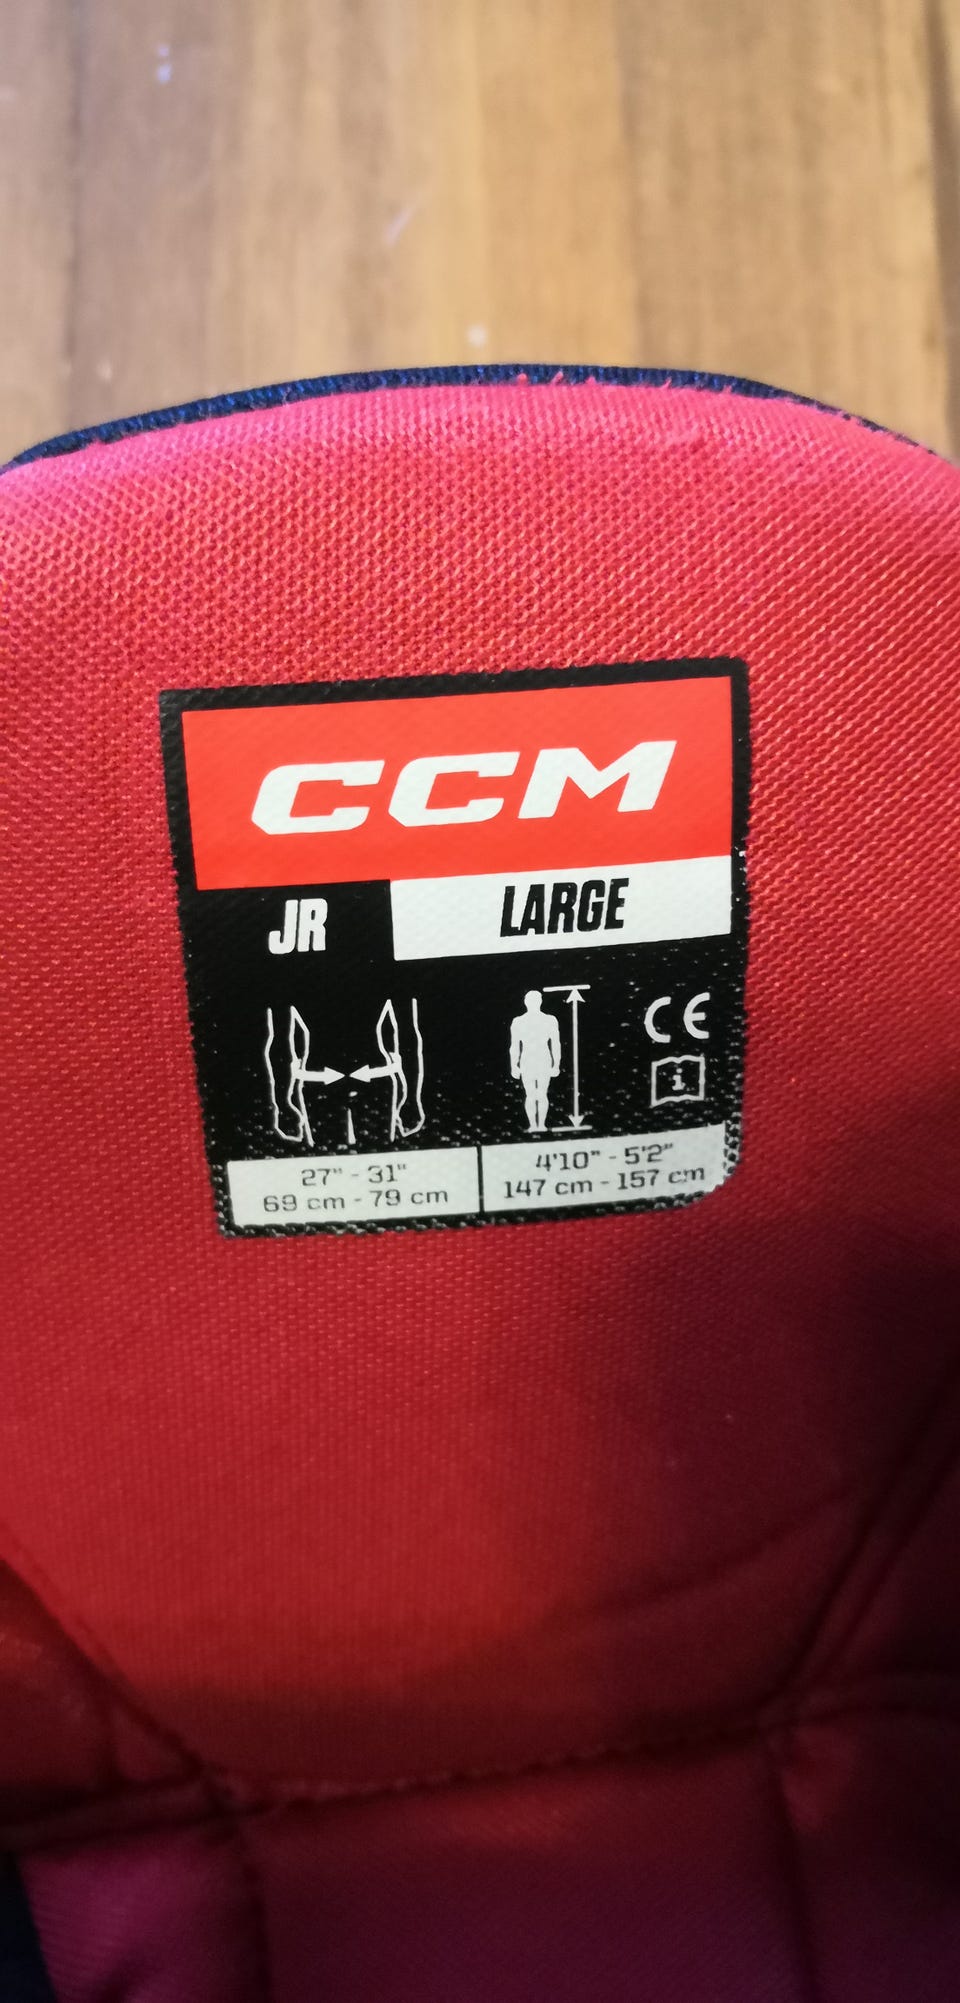 CCM
JR
LARGE
CE
i
27" - 31"
69 cm - 79 cm
4'10" - 5'2"
147 cm - 157 cm